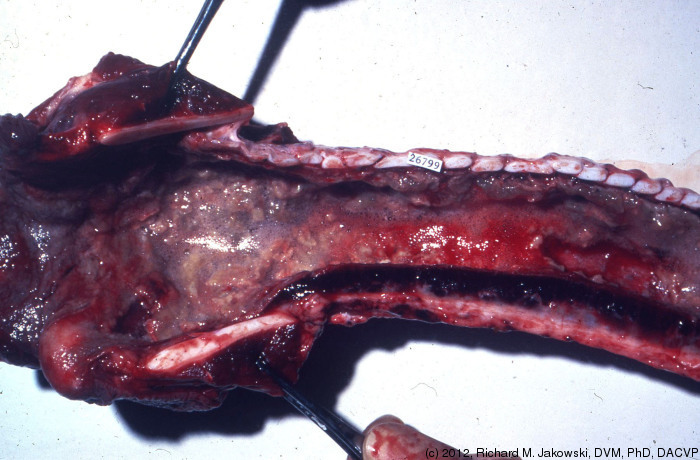 26799
(c) 2012, Richard M. Jakowski, DVM, PhD, DACVP